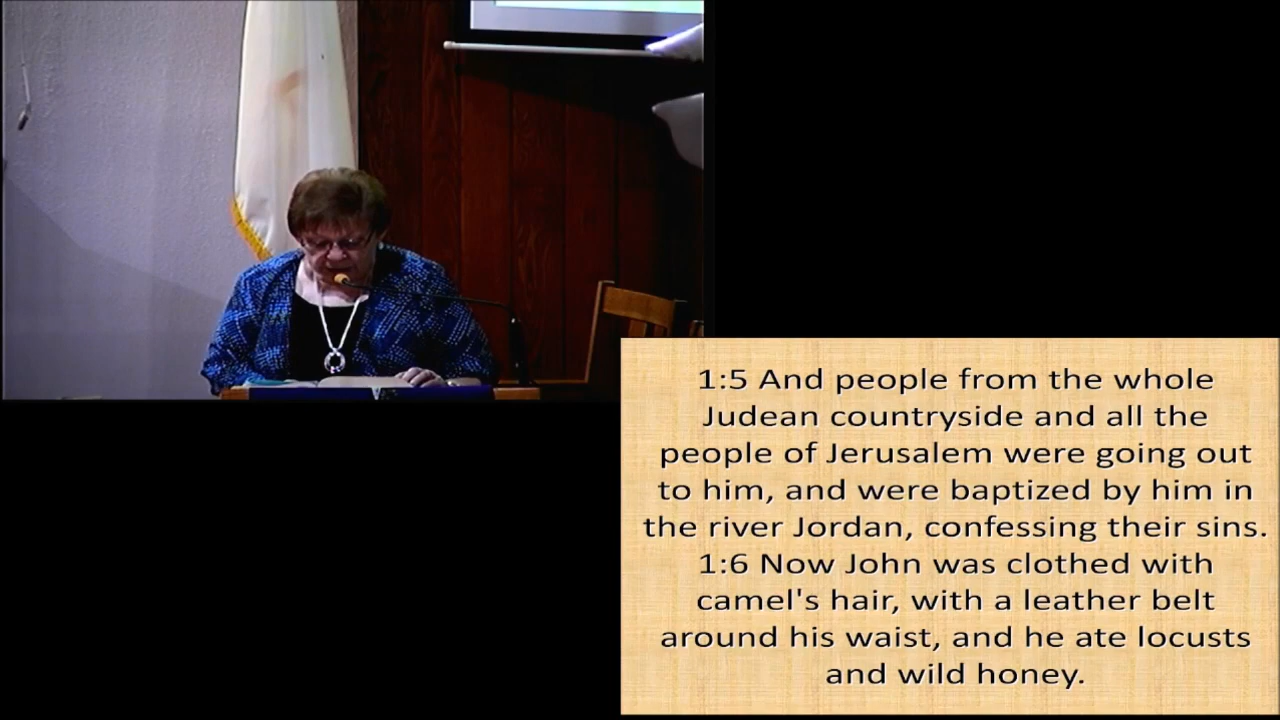 1:5 And people from the whole
Judean countryside and all the
people of Jerusalem were going out
to him, and were baptized by him in
the river Jordan, confessing their sins.
1:6 Now John was clothed with
camel's hair, with a leather belt
around his waist, and he ate locusts
and wild honey.